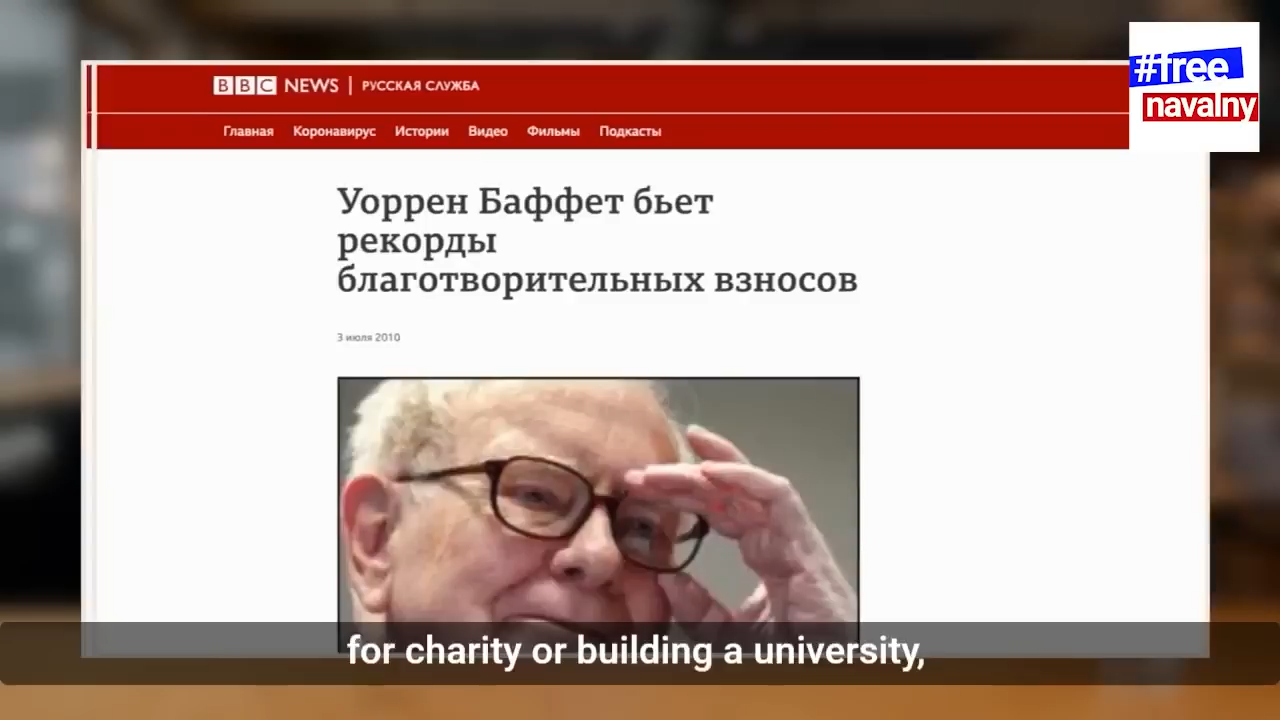 BBC NEWS | РУССКАЯ СЛУЖБА
#free
navalny
Главная Коронавирус Истории Видео Фильмы Подкасты
Уоррен Баффет бьет
рекорды
благотворительных взносов
3 июля 2010
for charity or building a university,